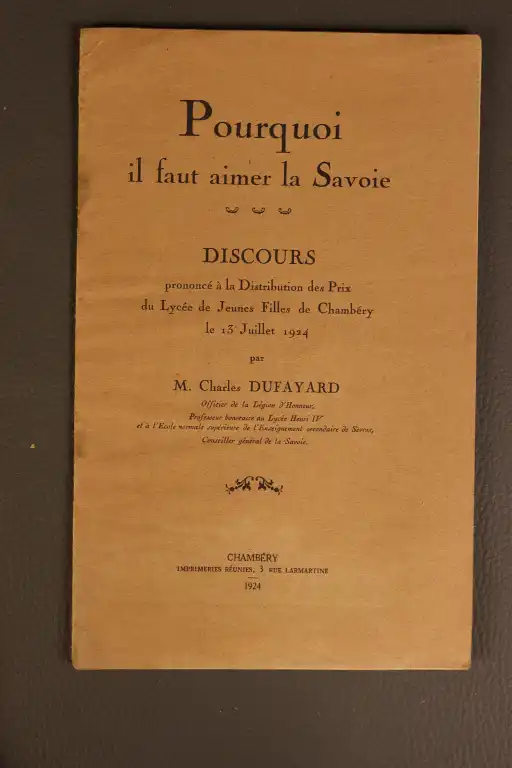 Pourquoi
il faut aimer la Savoie
DISCOURS
prononcé à la Distribution des Prix
du Lycée de Jeunes Filles de Chambéry
le 13 Juillet 1924
par
M. Charles DUFAYARD
Officier de la Légion d'Honneur,
Professeur honoraire au Lycée Henri IV
et à l'Ecole normale supérieure de l'Enseignement secondaire de Sèvres,
Conseiller général de la Savoie.
CHAMBÉRY
IMPRIMERIES RÉUNIES, 3 RUE LARMARTINE
1924